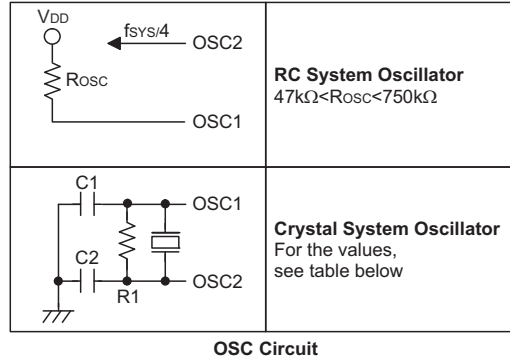 VDD
fSYS/4
OSC2
ROSC
OSC1
RC System Oscillator
47kΩ<ROSC<750kΩ
C1
OSC1
C2
R1
OSC2
Crystal System Oscillator
For the values,
see table below
OSC Circuit